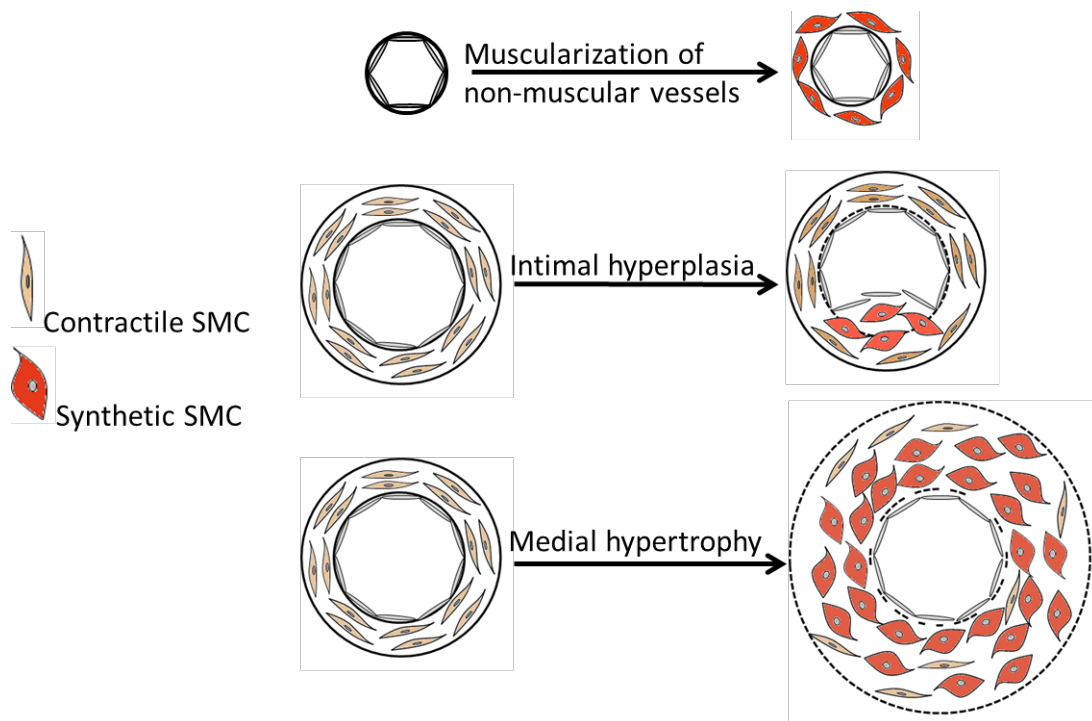 Muscularization of
non-muscular vessels
Intimal hyperplasia
Contractile SMC
Synthetic SMC
Medial hypertrophy